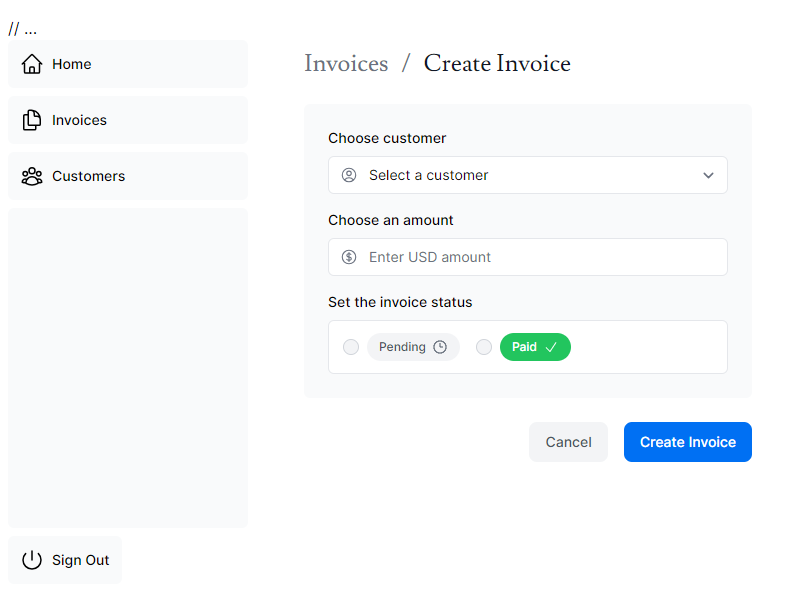 // ...
Home
Invoices
Customers
Sign Out
Invoices / Create Invoice
Choose customer
Select a customer
Choose an amount
Enter USD amount
Set the invoice status
Pending Paid
Cancel Create Invoice